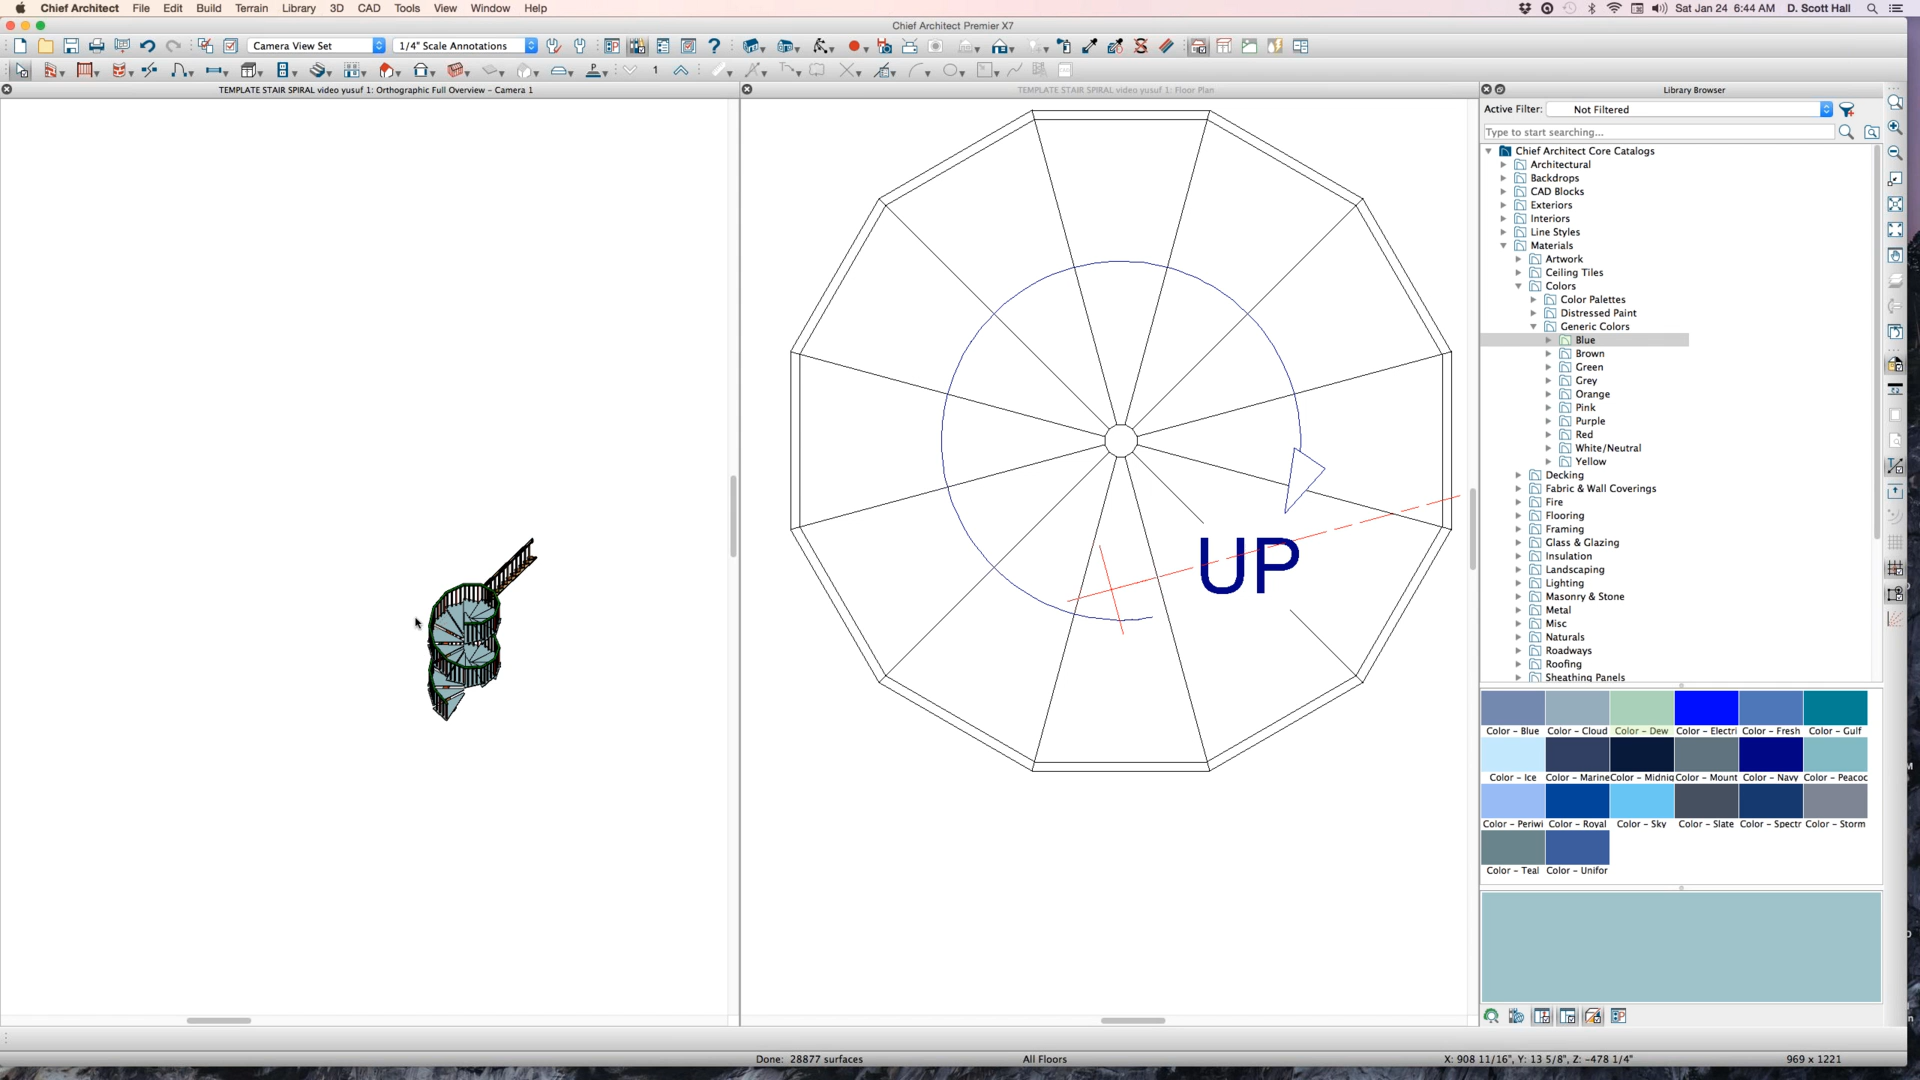 Chief Architect File Edit Build Terrain Library 3D CAD Tools View Window Help Sat Jan 24 6:44 AM D. Scott Hall
Chief Architect Premier X7
Camera View Set 1/4" Scale Annotations
1
TEMPLATE STAIR SPIRAL video yusuf 1: Orthographic Full Overview - Camera 1
TEMPLATE STAIR SPIRAL video yusuf 1: Floor Plan
Library Browser
Active Filter: Not Filtered
Type to start searching...
Chief Architect Core Catalogs
Architectural
Backdrops
CAD Blocks
Exteriors
Interiors
Line Styles
Materials
Artwork
Ceiling Tiles
Colors
Color Palettes
Distressed Paint
Generic Colors
Blue
Brown
Green
Grey
Orange
Pink
Purple
Red
White/Neutral
Yellow
Decking
Fabric & Wall Coverings
Fire
Flooring
Framing
Glass & Glazing
Insulation
Landscaping
Lighting
Masonry & Stone
Metal
Misc
Naturals
Roadways
Roofing
Sheathing Panels
UP
Color - Blue Color - Cloud Color - Dew Color - Electri Color - Fresh Color - Gulf
Color - Ice Color - Marine Color - Midnig Color - Mount Color - Navy Color - Peacoc
Color - Periwi Color - Royal Color - Sky Color - Slate Color - Spectr Color - Storm
Color - Teal Color - Unifor
Done: 28877 surfaces All Floors X: 908 11/16", Y: 13 5/8", Z: -478 1/4" 969 x 1221